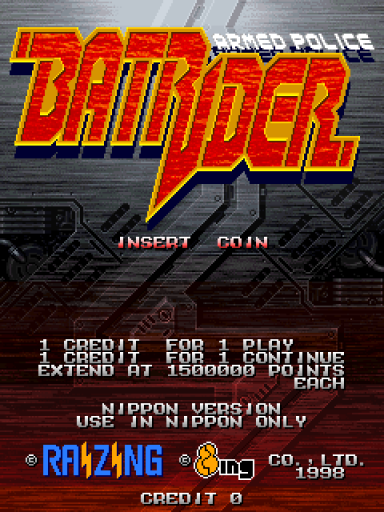 ARMED POLICE
BATRIDER
INSERT COIN
1 CREDIT FOR 1 PLAY
1 CREDIT FOR 1 CONTINUE
EXTEND AT 1500000 POINTS
EACH
NIPPON VERSION
USE IN NIPPON ONLY
© RAIZING © 8ing CO.,LTD.
1998
CREDIT 0